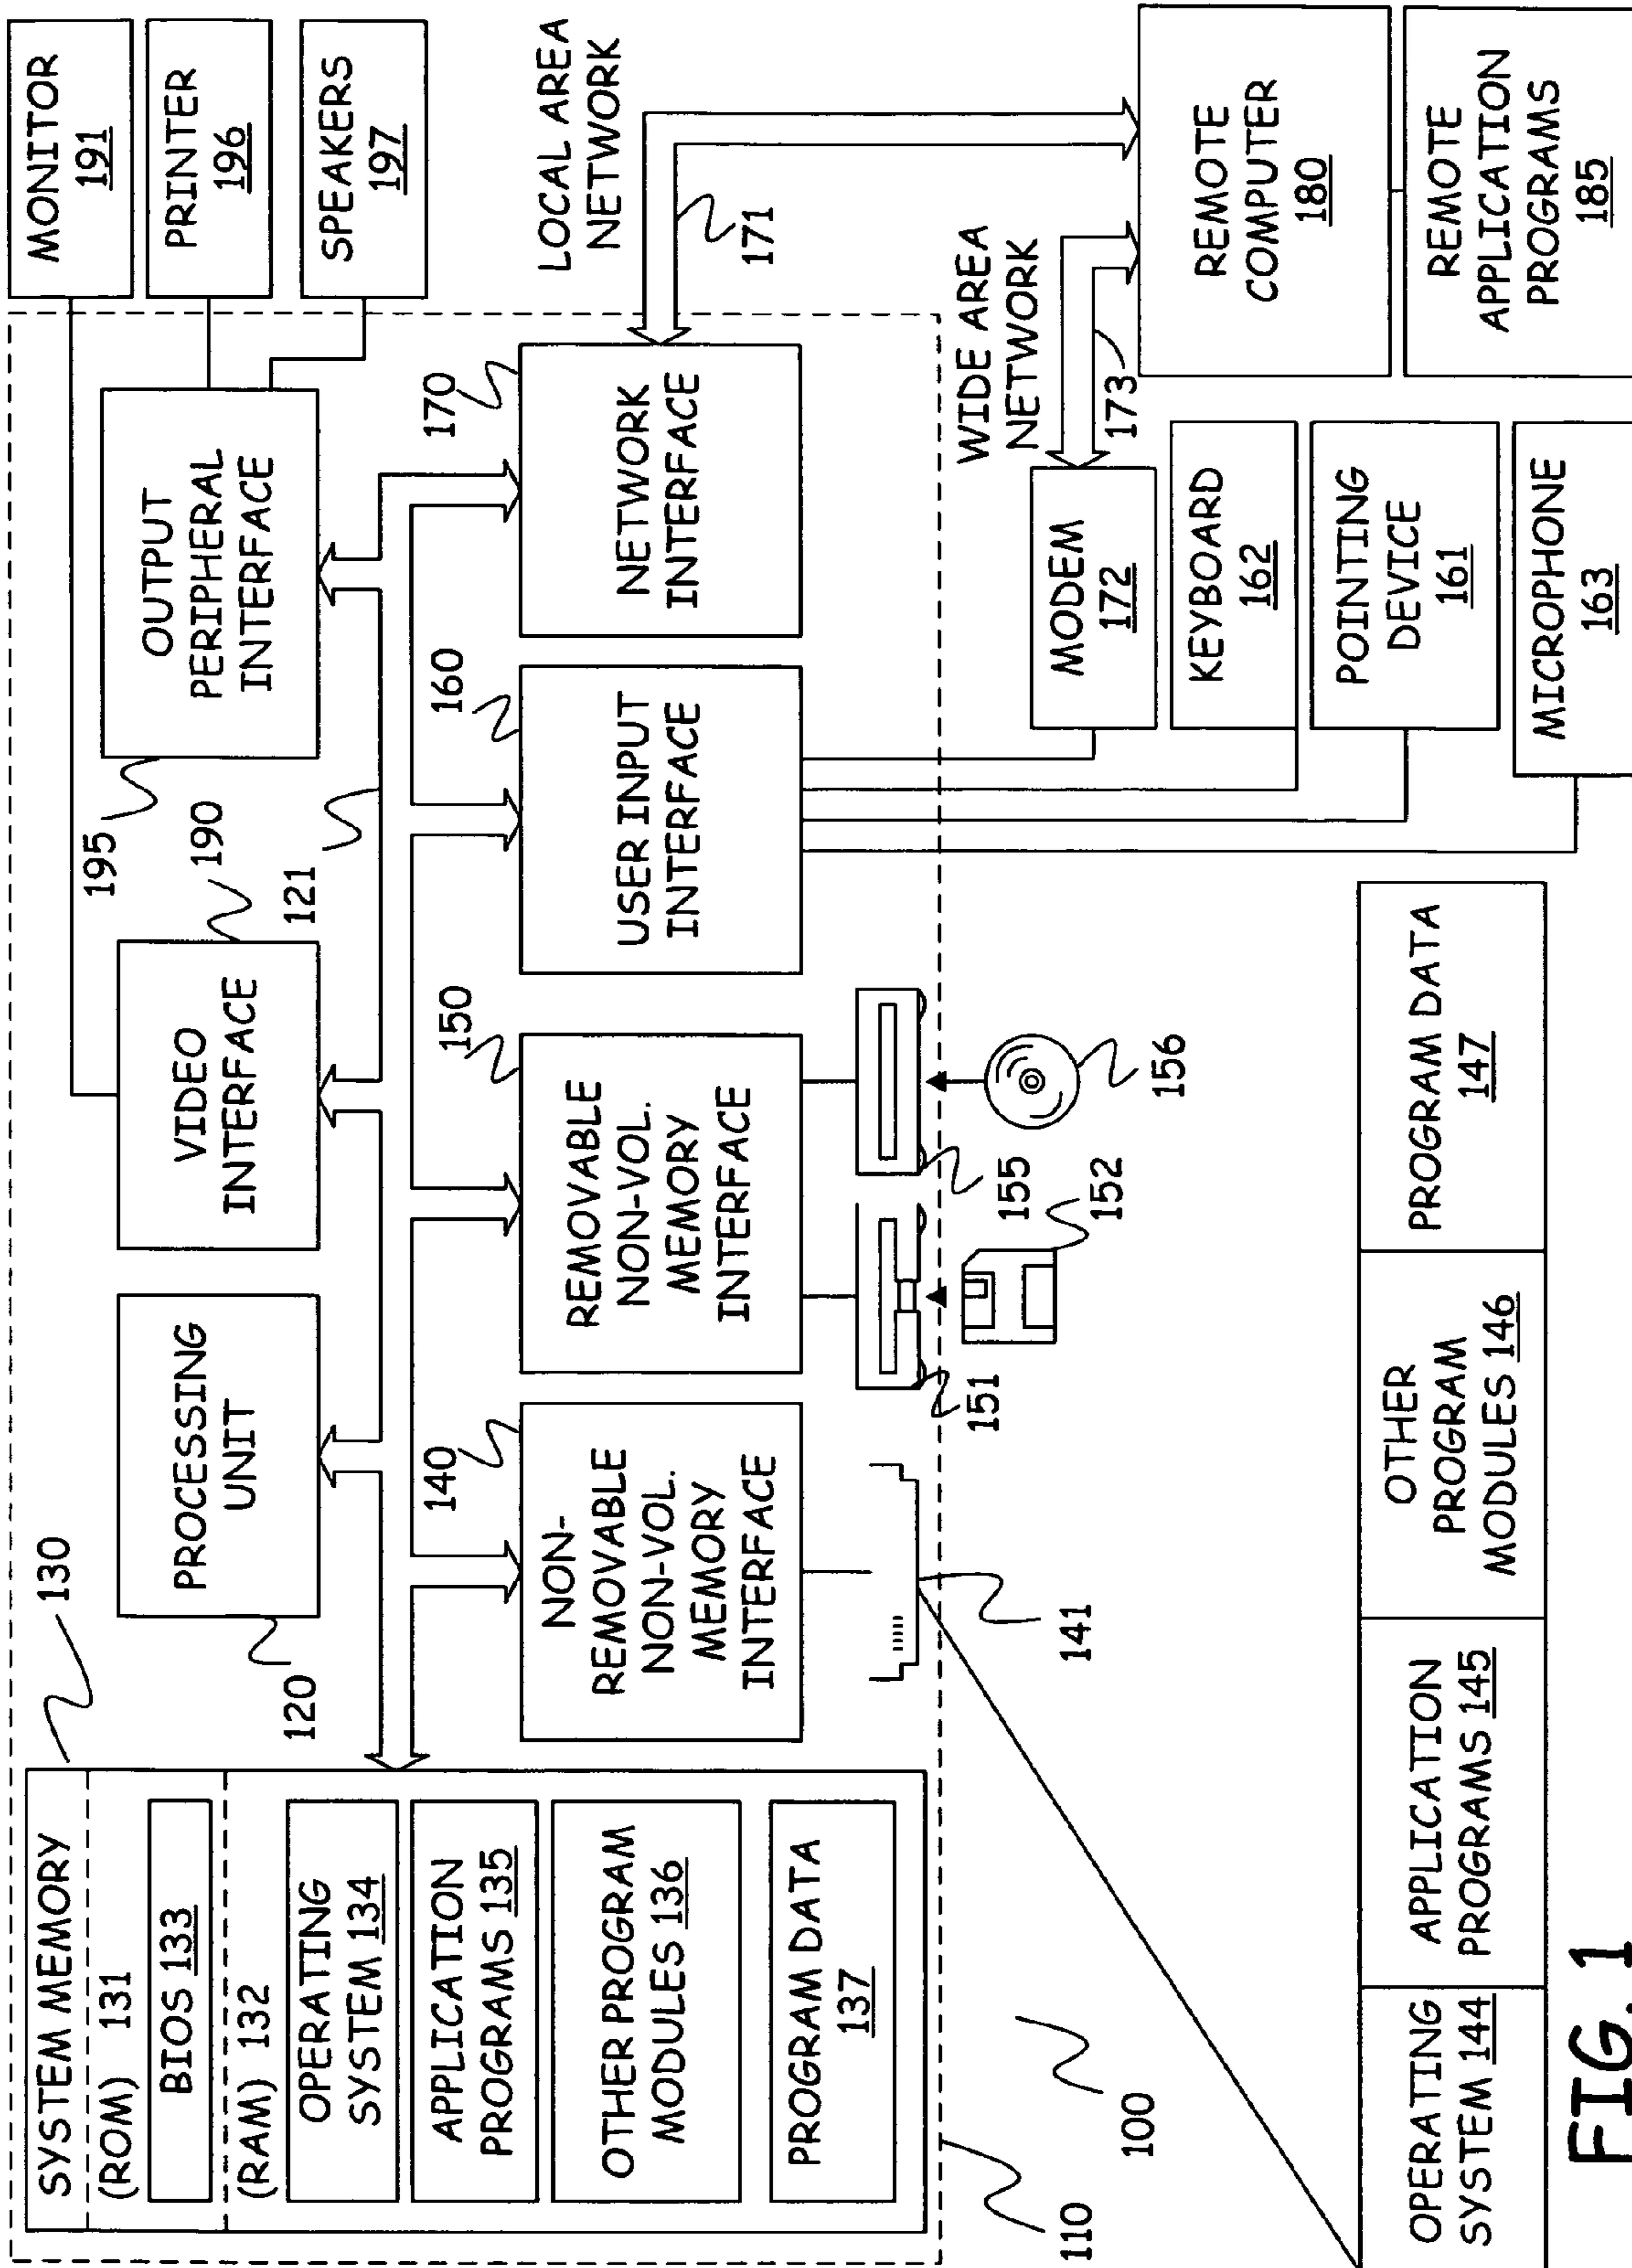 SYSTEM MEMORY
(ROM) 131
BIOS 133
(RAM) 132
OPERATING
SYSTEM 134
APPLICATION
PROGRAMS 135
OTHER PROGRAM
MODULES 136
PROGRAM DATA
137
130
PROCESSING
UNIT
120
VIDEO
INTERFACE
190
121
OUTPUT
PERIPHERAL
INTERFACE
195
MONITOR
191
PRINTER
196
SPEAKERS
197
NON-
REMOVABLE
NON-VOL.
MEMORY
INTERFACE
140
REMOVABLE
NON-VOL.
MEMORY
INTERFACE
150
USER INPUT
INTERFACE
160
NETWORK
INTERFACE
170
LOCAL AREA
NETWORK
171
141
151
155
152
156
WIDE AREA
NETWORK
173
MODEM
172
KEYBOARD
162
POINTING
DEVICE
161
MICROPHONE
163
REMOTE
COMPUTER
180
REMOTE
APPLICATION
PROGRAMS
185
110
100
OPERATING
SYSTEM 144
APPLICATION
PROGRAMS 145
OTHER
PROGRAM
MODULES 146
PROGRAM DATA
147
FIG. 1